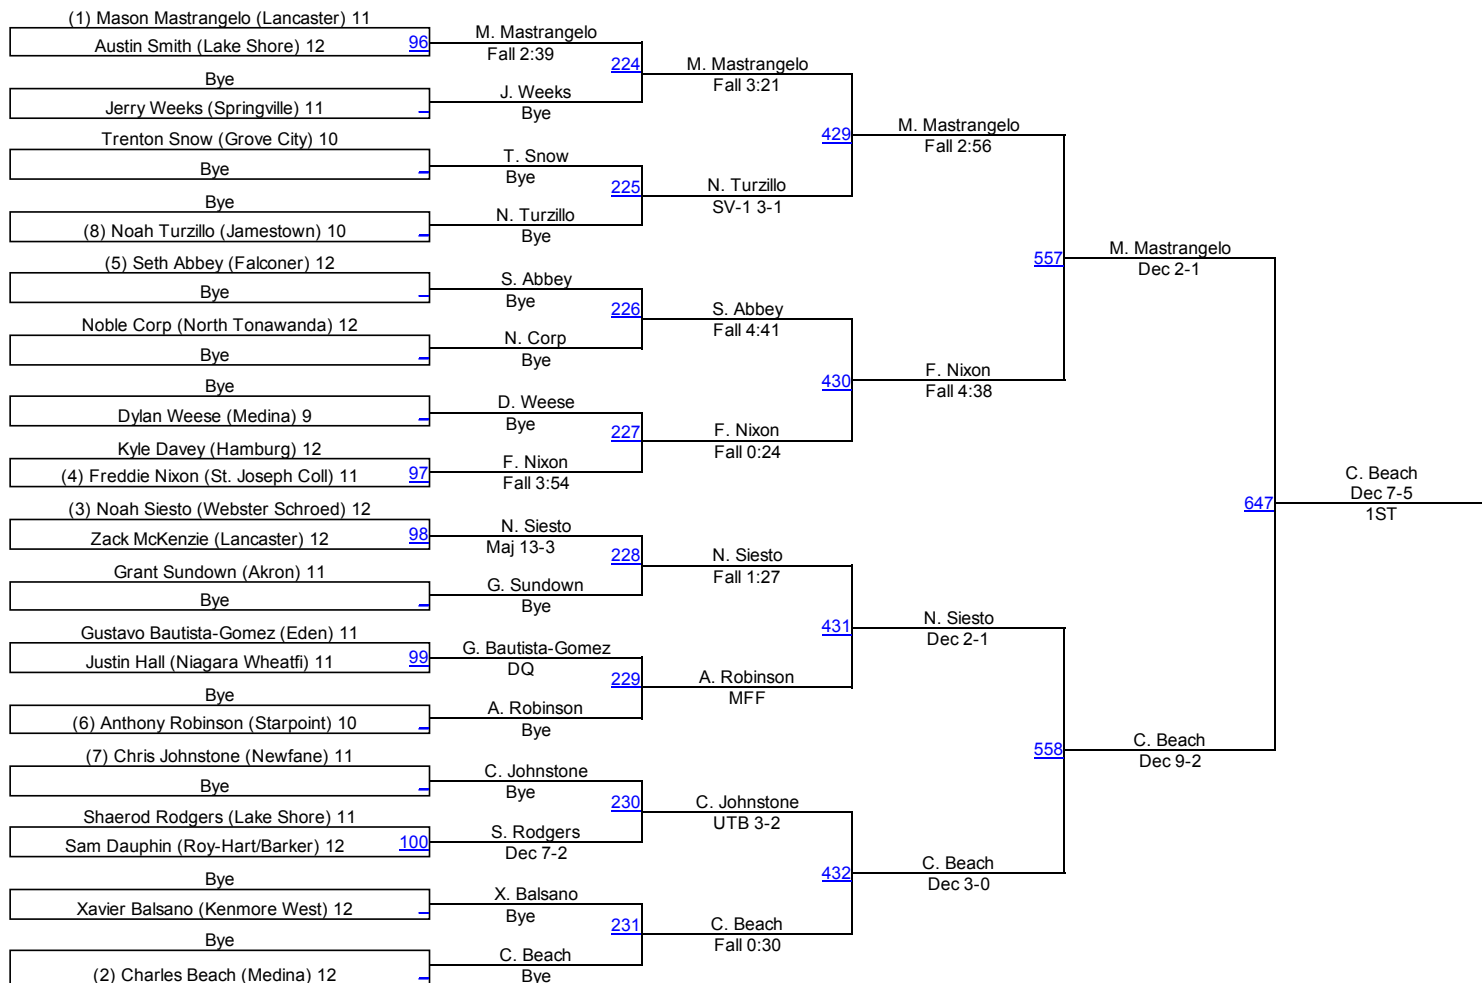 (1) Mason Mastrangelo (Lancaster) 11
Austin Smith (Lake Shore) 12
96
Bye
Jerry Weeks (Springville) 11
Trenton Snow (Grove City) 10
Bye
Bye
(8) Noah Turzillo (Jamestown) 10
(5) Seth Abbey (Falconer) 12
Bye
Noble Corp (North Tonawanda) 12
Bye
Bye
Dylan Weese (Medina) 9
Kyle Davey (Hamburg) 12
(4) Freddie Nixon (St. Joseph Coll) 11
97
(3) Noah Siesto (Webster Schroed) 12
Zack McKenzie (Lancaster) 12
98
Grant Sundown (Akron) 11
Bye
Gustavo Bautista-Gomez (Eden) 11
Justin Hall (Niagara Wheatfi) 11
99
Bye
(6) Anthony Robinson (Starpoint) 10
(7) Chris Johnstone (Newfane) 11
Bye
Shaerod Rodgers (Lake Shore) 11
Sam Dauphin (Roy-Hart/Barker) 12
100
Bye
Xavier Balsano (Kenmore West) 12
Bye
(2) Charles Beach (Medina) 12
M. Mastrangelo
Fall 2:39
224
J. Weeks
Bye
T. Snow
Bye
225
N. Turzillo
Bye
S. Abbey
Bye
226
N. Corp
Bye
D. Weese
Bye
227
F. Nixon
Fall 3:54
N. Siesto
Maj 13-3
228
G. Sundown
Bye
G. Bautista-Gomez
DQ
229
A. Robinson
Bye
C. Johnstone
Bye
230
S. Rodgers
Dec 7-2
X. Balsano
Bye
231
C. Beach
Bye
M. Mastrangelo
Fall 3:21
429
N. Turzillo
SV-1 3-1
S. Abbey
Fall 4:41
430
F. Nixon
Fall 0:24
N. Siesto
Fall 1:27
431
A. Robinson
MFF
C. Johnstone
UTB 3-2
432
C. Beach
Fall 0:30
M. Mastrangelo
Fall 2:56
557
F. Nixon
Fall 4:38
N. Siesto
Dec 2-1
558
C. Beach
Dec 3-0
M. Mastrangelo
Dec 2-1
647
C. Beach
Dec 9-2
C. Beach
Dec 7-5
1ST